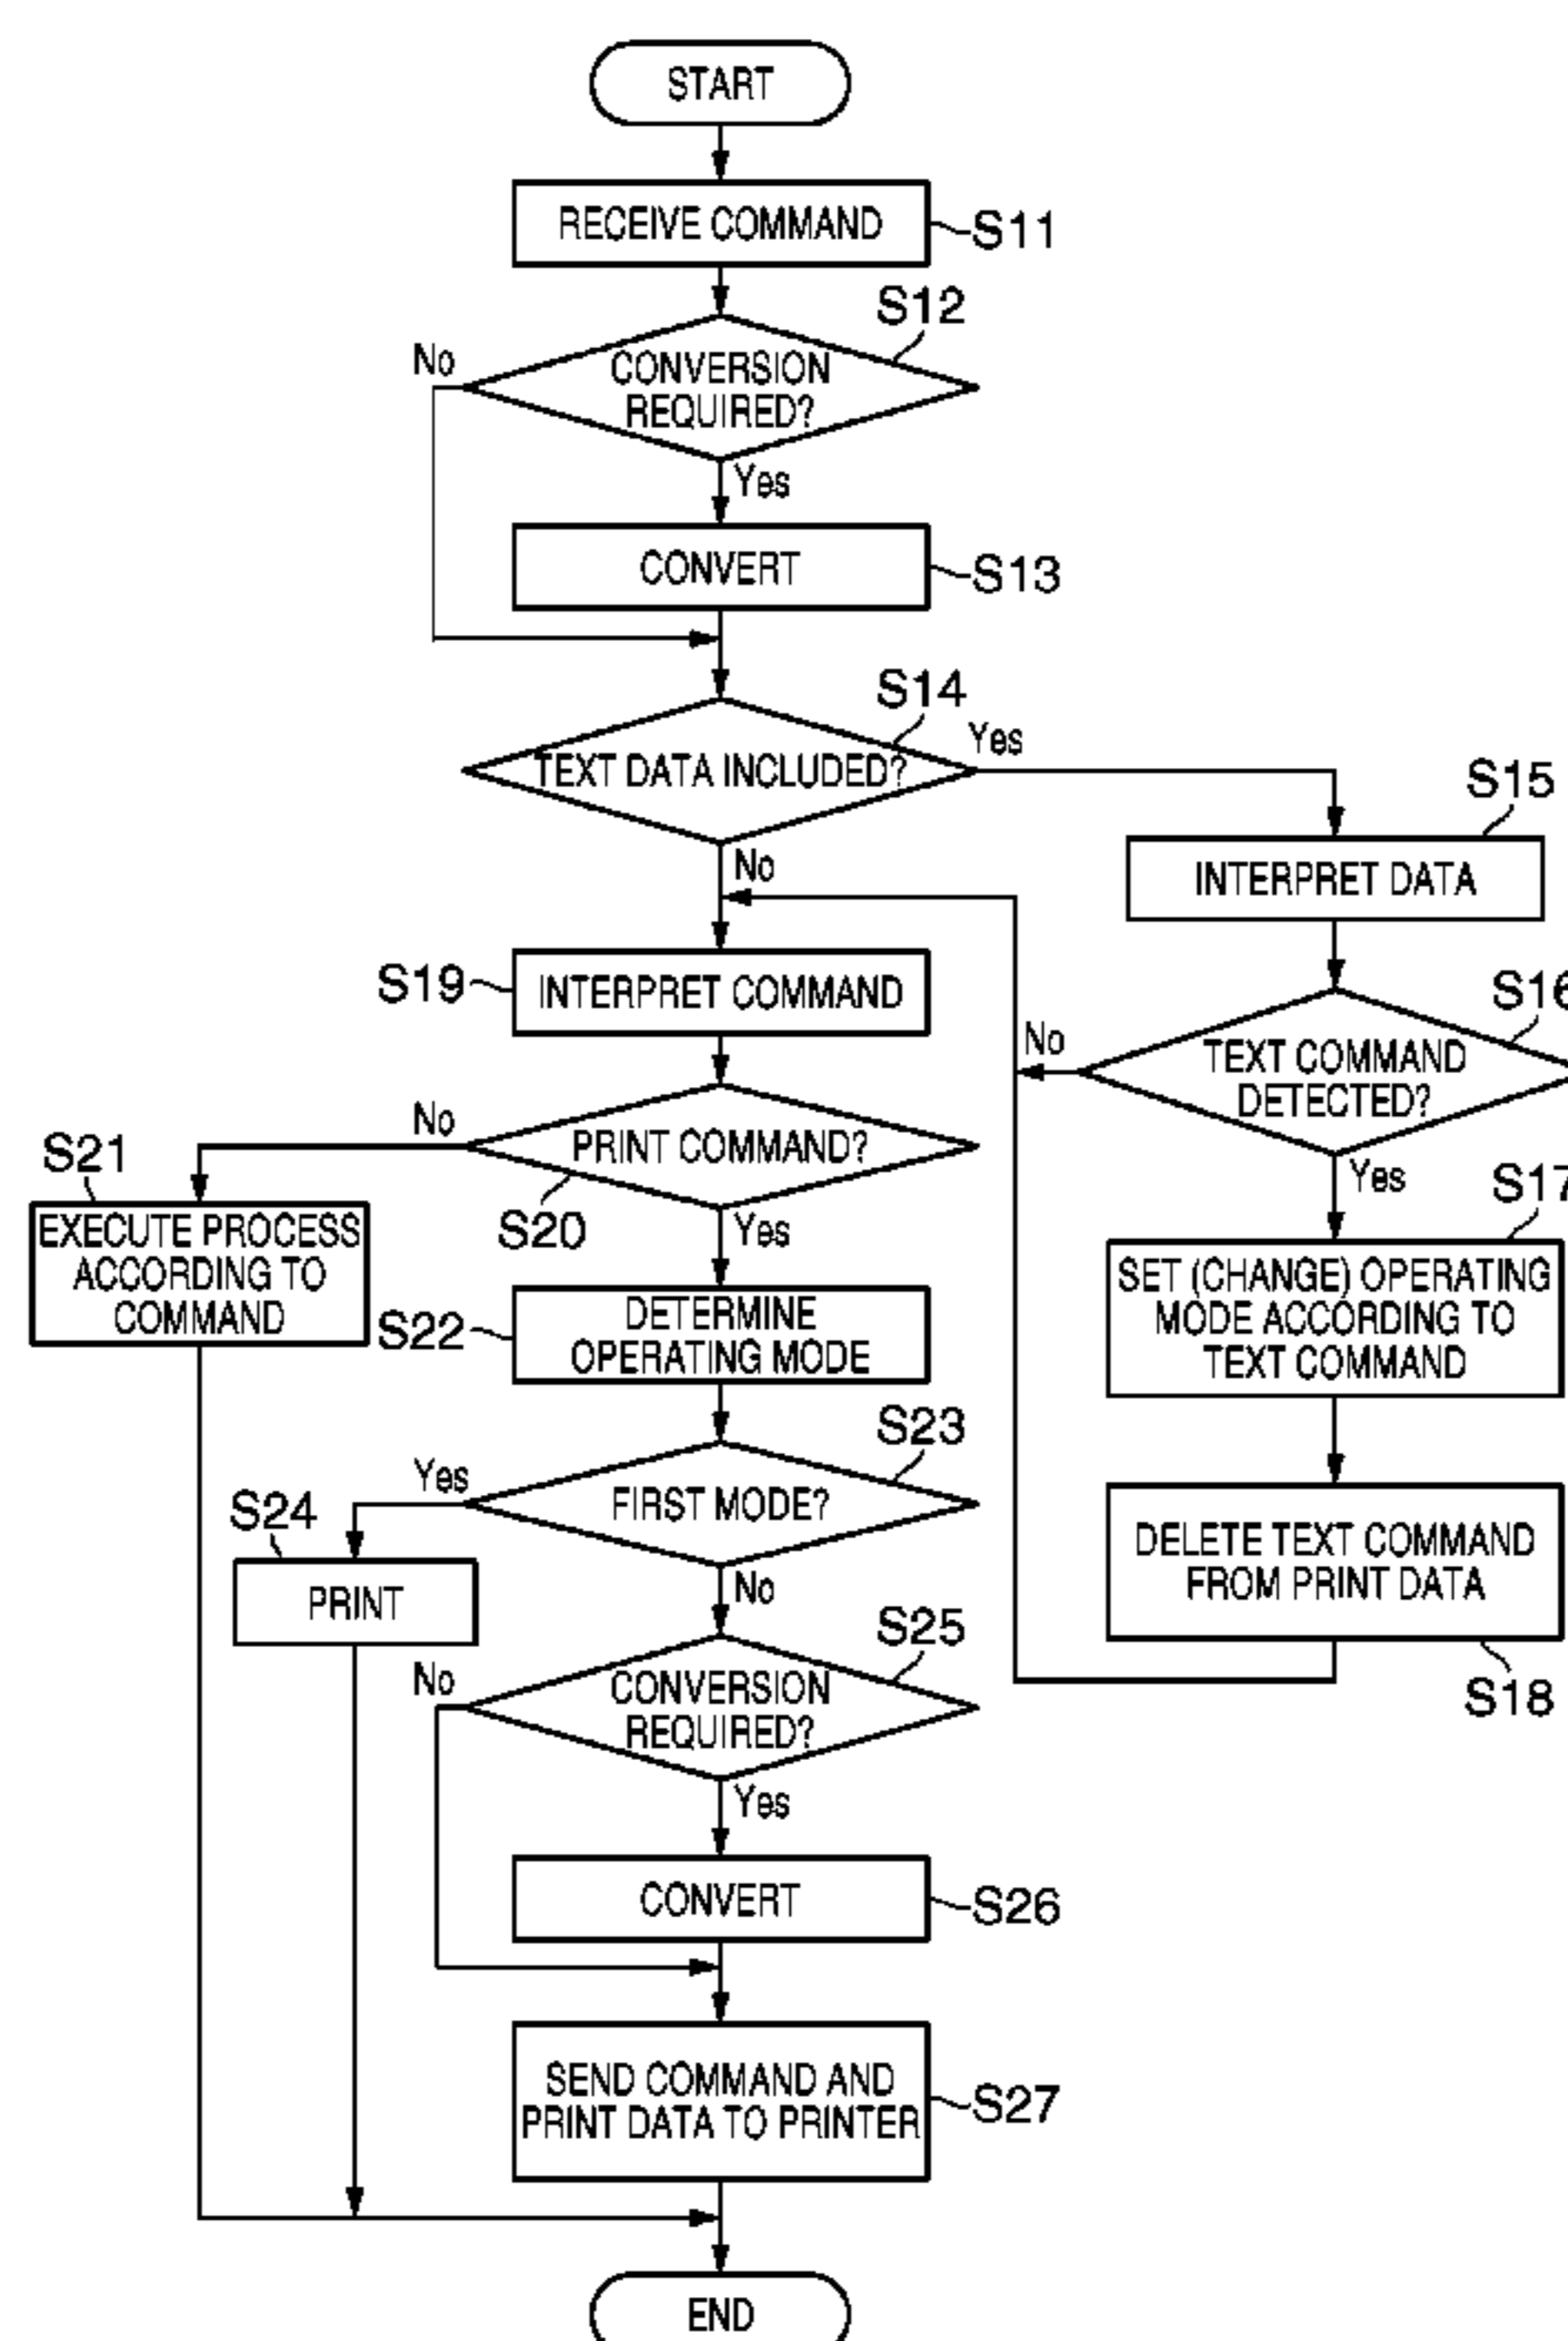 START
RECEIVE COMMAND
S11
S12
No
CONVERSION
REQUIRED?
Yes
CONVERT
S13
S14
TEXT DATA INCLUDED?
Yes
No
S15
INTERPRET DATA
S16
TEXT COMMAND
DETECTED?
No
Yes
S17
SET (CHANGE) OPERATING
MODE ACCORDING TO
TEXT COMMAND
DELETE TEXT COMMAND
FROM PRINT DATA
S18
S19
INTERPRET COMMAND
No
PRINT COMMAND?
S20
Yes
S21
EXECUTE PROCESS
ACCORDING TO
COMMAND
S22
DETERMINE
OPERATING MODE
S23
Yes
FIRST MODE?
No
S24
PRINT
S25
No
CONVERSION
REQUIRED?
Yes
CONVERT
S26
SEND COMMAND AND
PRINT DATA TO PRINTER
S27
END